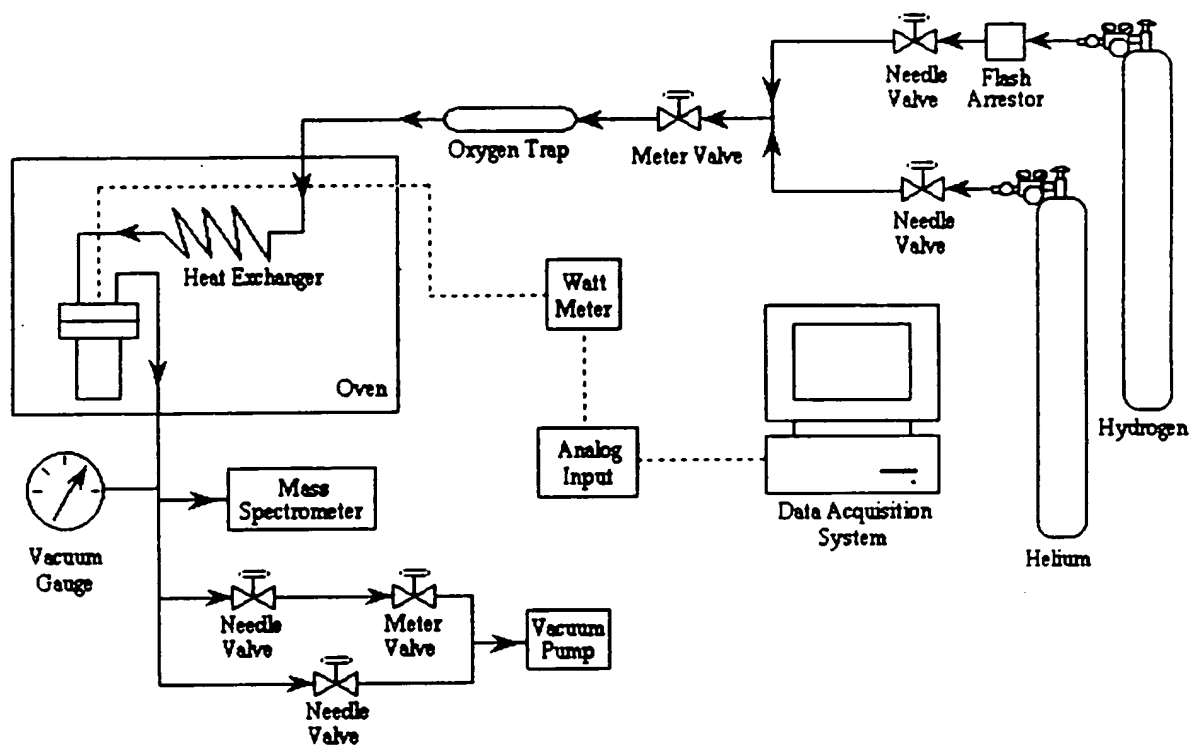 Needle
Valve
Flash
Arrestor
Oxygen Trap
Meter Valve
Needle
Valve
Heat Exchanger
Watt
Meter
Oven
Hydrogen
Analog
Input
Mass
Spectrometer
Data Acquisition
System
Vacuum
Gauge
Helium
Needle
Valve
Meter
Valve
Vacuum
Pump
Needle
Valve